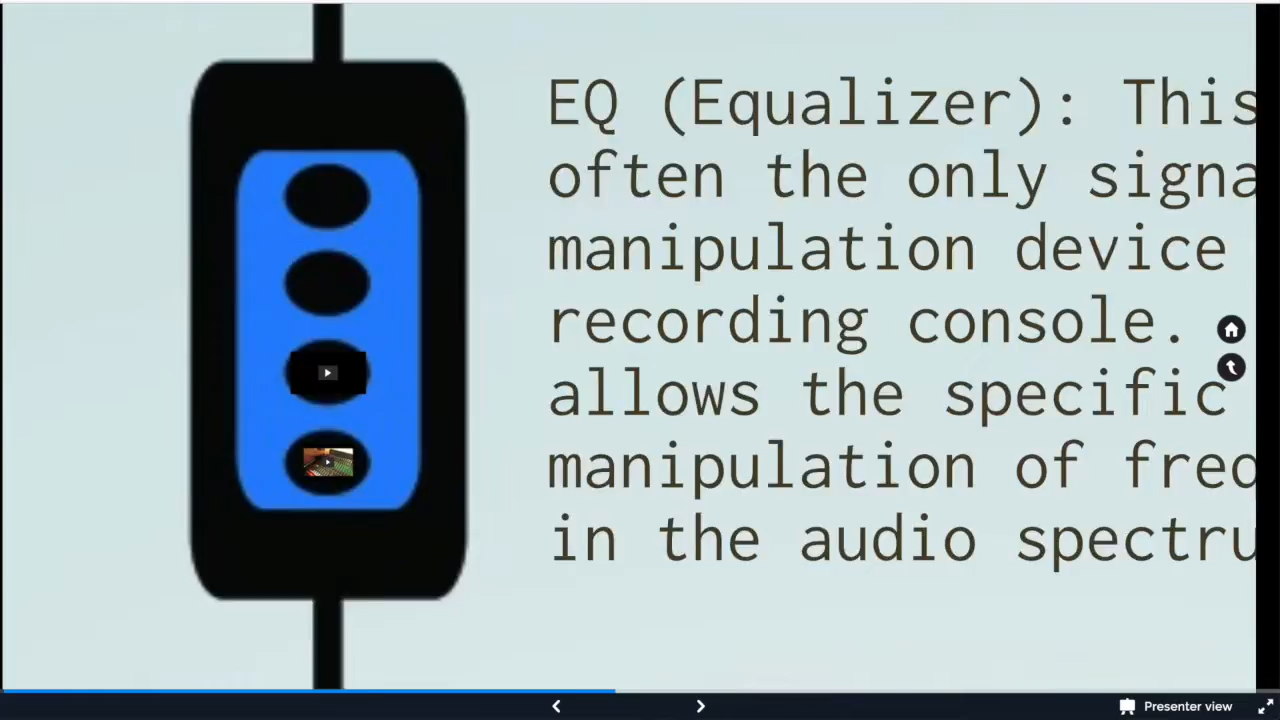 EQ (Equalizer): This
often the only signa
manipulation device
recording console.
allows the specific
manipulation of freq
in the audio spectru
Presenter view